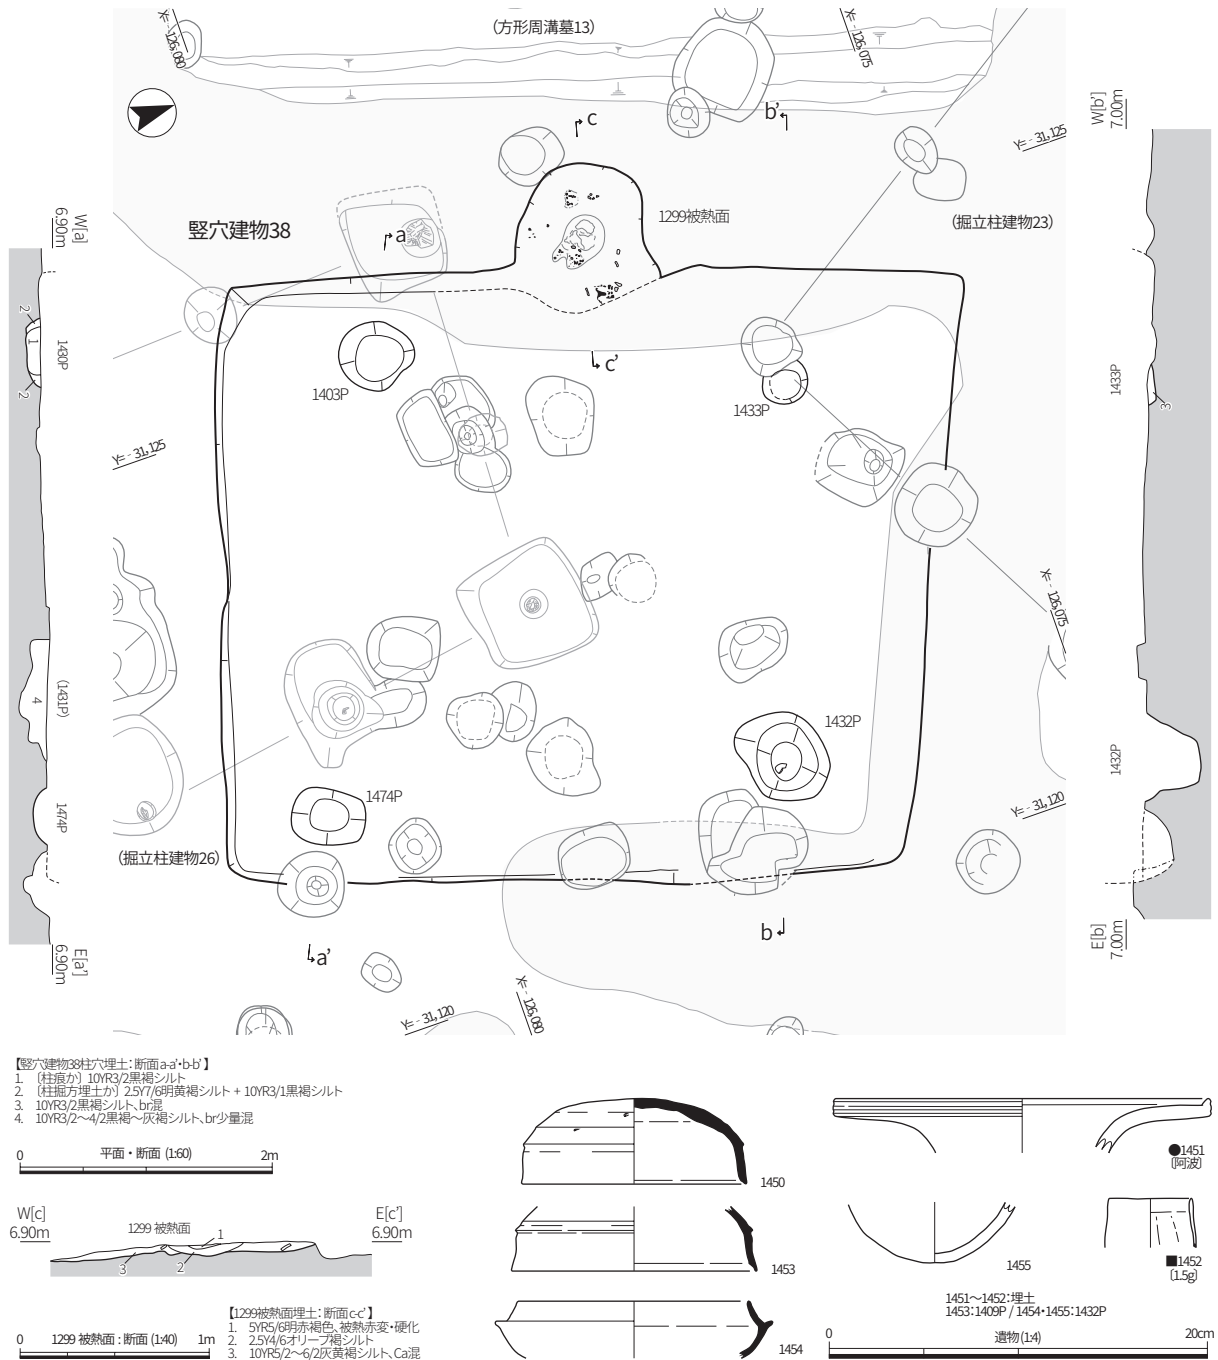 (方形周溝墓13)
X=-126,080
X=-126,075
c
b'
W[b']
7.00m
Y=-31,125
1299被熱面
(掘立柱建物23)
竪穴建物38
a
W[a]
6.90m
2
1
2
1430P
1403P
c'
1433P
1433P
3
Y=-31,125
X=-126,075
4
(1431P)
1432P
1432P
1474P
1474P
Y=-31,120
(掘立柱建物26)
b
a'
E[a']
6.90m
E[b]
7.00m
X=-126,080
Y=-31,120
【竪穴建物38柱穴埋土:断面a-a'・b-b'】
1. 〔柱痕か〕10YR3/2黒褐シルト
2. 〔柱掘方埋土か〕2.5Y7/6明黄褐シルト + 10YR3/1黒褐シルト
3. 10YR3/2黒褐シルト、br混
4. 10YR3/2〜4/2黒褐〜灰褐シルト、br少量混
0 平面・断面 (1:60) 2m
W[c]
6.90m
1299 被熱面
1
2
3
E[c']
6.90m
【1299被熱面埋土:断面c-c'】
1. 5YR5/6明赤褐色、被熱赤変・硬化
2. 2.5Y4/6オリーブ褐シルト
3. 10YR5/2〜6/2灰黄褐シルト、Ca混
0 1299 被熱面:断面 (1:40) 1m
1450
1453
1454
●1451
〔阿波〕
1455
■1452
〔1.5g〕
1451〜1452:埋土
1453:1409P / 1454・1455:1432P
0 遺物(1:4) 20cm